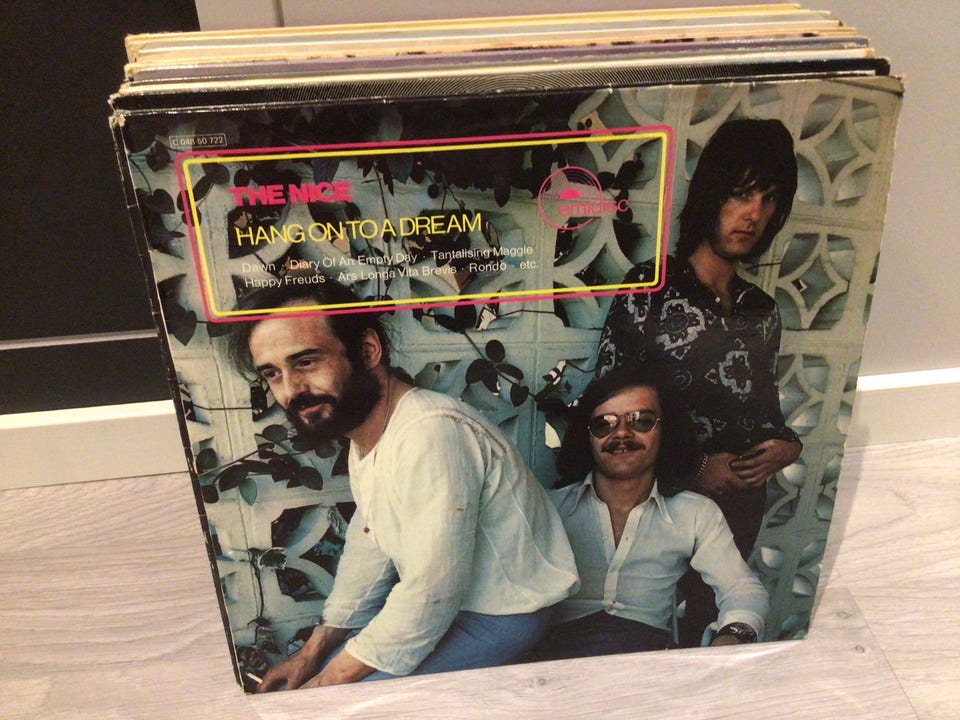 C 048-50 722
THE NICE
HANG ON TO A DREAM
emidisc
Dawn · Diary Of An Empty Day · Tantalising Maggie
Happy Freuds · Ars Longa Vita Brevis · Rondo · etc.